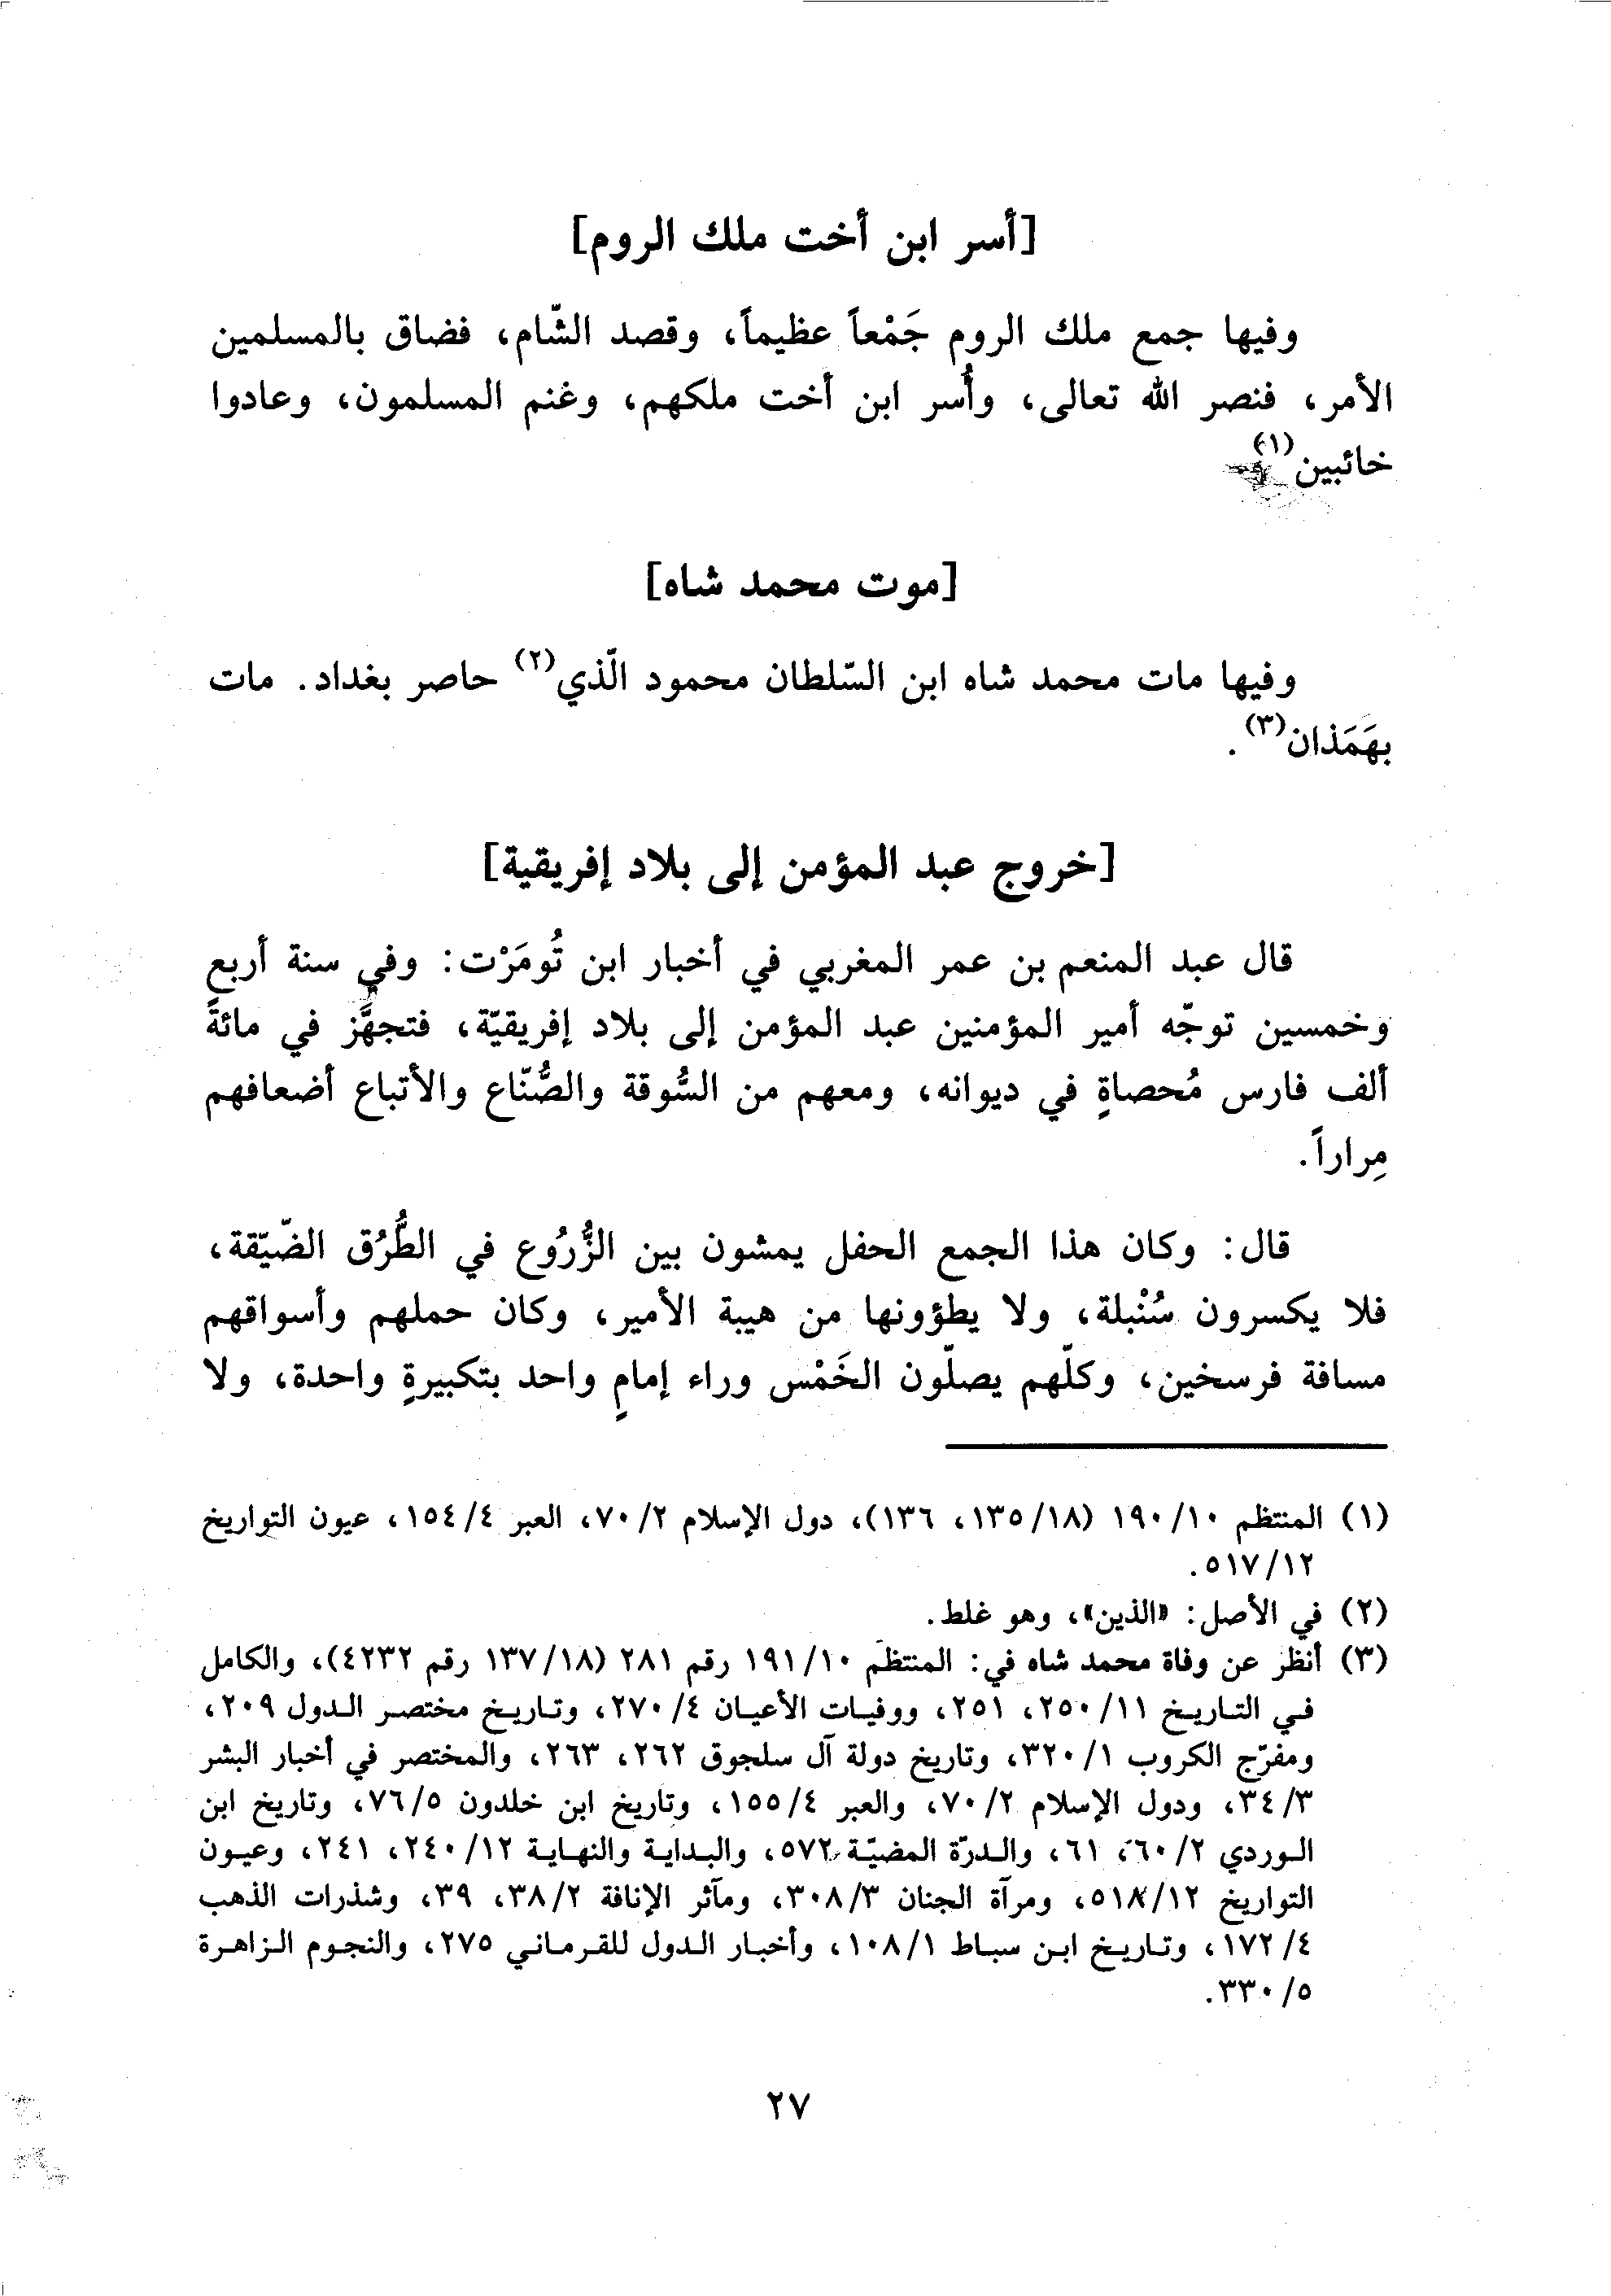 [أسر ابن أخت ملك الروم]
وفيها جمع ملك الروم جَمْعاً عظيماً، وقصد الشّام، فضاق بالمسلمين
الأمر، فنصر الله تعالى، وأُسر ابن أخت ملكهم، وغنم المسلمون، وعادوا
خائبين(١).
[موت محمد شاه]
وفيها مات محمد شاه ابن السّلطان محمود الّذي(٢) حاصر بغداد. مات
بهَمَذان(٣).
[خروج عبد المؤمن إلى بلاد إفريقية]
قال عبد المنعم بن عمر المغربي في أخبار ابن تُومَرْت: وفي سنة أربع
وخمسين توجّه أمير المؤمنين عبد المؤمن إلى بلاد إفريقيّة، فتجهَّز في مائةَ
ألف فارس مُحصاةٍ في ديوانه، ومعهم من السُّوقة والصُّنّاع والأتباع أضعافهم
مِراراً.
قال: وكان هذا الجمع الحفل يمشون بين الزُّرُوع في الطُّرُق الضّيّقة،
فلا يكسرون سُنْبلة، ولا يطؤونها من هيبة الأمير، وكان حملهم وأسواقهم
مسافة فرسخين، وكلّهم يصلّون الخَمْس وراء إمامٍ واحد بتكبيرةٍ واحدة، ولا
(١) المنتظم ١٩٠/١٠ (١٣٥/١٨، ١٣٦)، دول الإسلام ٧٠/٢، العبر ١٥٤/٤، عيون التواريخ
٥١٧/١٢.
(٢) في الأصل: «الذين»، وهو غلط.
(٣) أنظر عن وفاة محمد شاه في: المنتظم ١٩١/١٠ رقم ٢٨١ (١٣٧/١٨ رقم ٤٢٣٢)، والكامل
في التاريخ ٢٥٠/١١، ٢٥١، ووفيات الأعيان ٢٧٠/٤، وتاريخ مختصر الدول ٢٠٩،
ومفرّج الكروب ٣٢٠/١، وتاريخ دولة آل سلجوق ٢٦٢، ٢٦٣، والمختصر في أخبار البشر
٣٤/٣، ودول الإسلام ٧٠/٢، والعبر ١٥٥/٤، وتاريخ ابن خلدون ٧٦/٥، وتاريخ ابن
الوردي ٦٠/٢، ٦١، والدرّة المضيّة ٥٧٢، والبداية والنهاية ٢٤٠/١٢، ٢٤١، وعيون
التواريخ ٥١٨/١٢، ومرآة الجنان ٣٠٨/٣، ومآثر الإنافة ٣٨/٢، ٣٩، وشذرات الذهب
١٧٢/٤، وتاريخ ابن سباط ١٠٨/١، وأخبار الدول للقرماني ٢٧٥، والنجوم الزاهرة
٣٣٠/٥.
٢٧